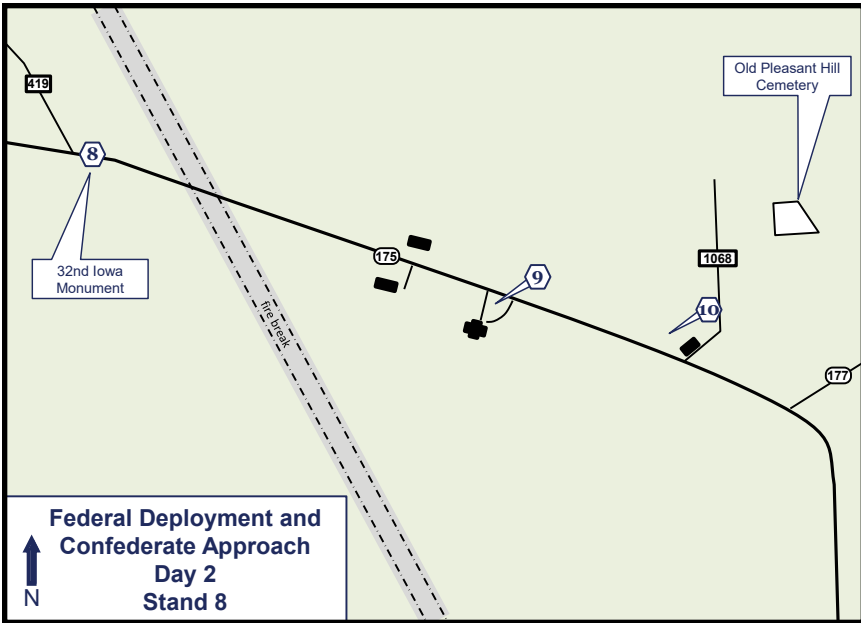 419
8
Old Pleasant Hill
Cemetery
32nd Iowa
Monument
175
9
1068
10
fire break
177
Federal Deployment and
Confederate Approach
Day 2
Stand 8
N